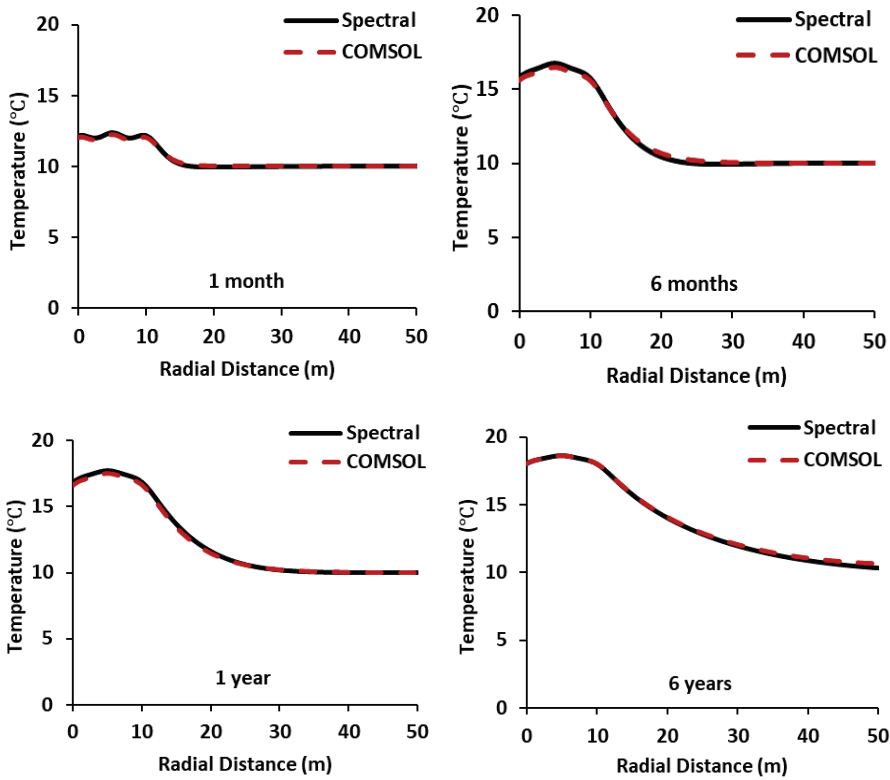 Spectral
COMSOL
20
15
10
5
0
Temperature (°C)
1 month
0 10 20 30 40 50
Radial Distance (m)
Spectral
COMSOL
20
15
10
5
0
Temperature (°C)
6 months
0 10 20 30 40 50
Radial Distance (m)
Spectral
COMSOL
20
15
10
5
0
Temperature (°C)
1 year
0 10 20 30 40 50
Radial Distance (m)
Spectral
COMSOL
20
15
10
5
0
Temperature (°C)
6 years
0 10 20 30 40 50
Radial Distance (m)